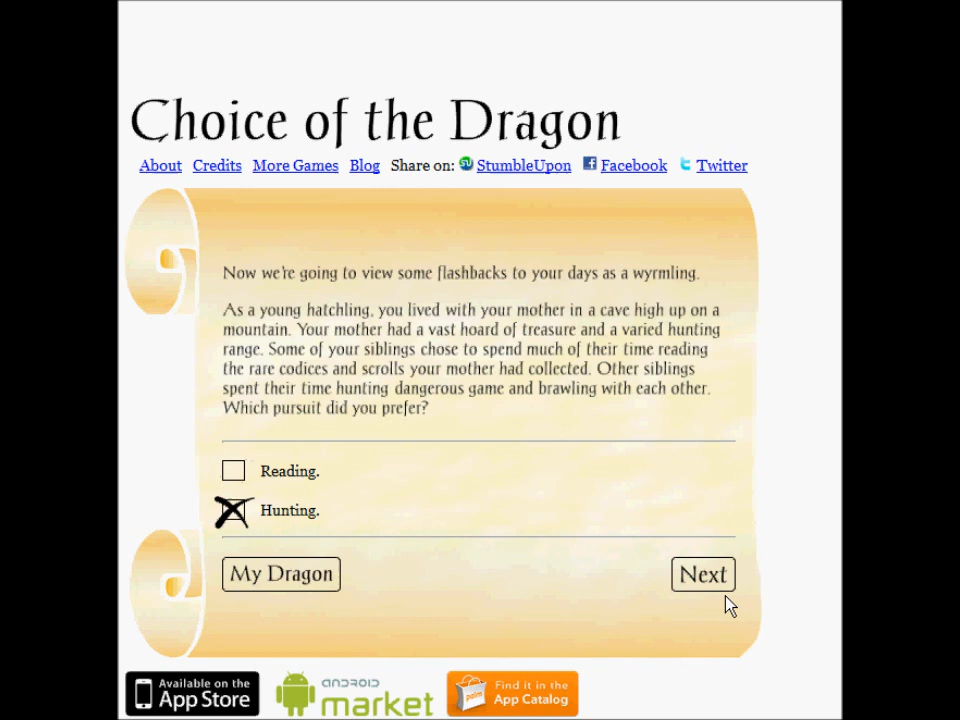 Choice of the Dragon
About Credits More Games Blog Share on: StumbleUpon Facebook Twitter
Now we're going to view some flashbacks to your days as a wyrmling.
As a young hatchling, you lived with your mother in a cave high up on a
mountain. Your mother had a vast hoard of treasure and a varied hunting
range. Some of your siblings chose to spend much of their time reading
the rare codices and scrolls your mother had collected. Other siblings
spent their time hunting dangerous game and brawling with each other.
Which pursuit did you prefer?
Reading.
Hunting.
My Dragon
Next
Available on the
App Store
ANDROID
market
palm
Find it in the
App Catalog